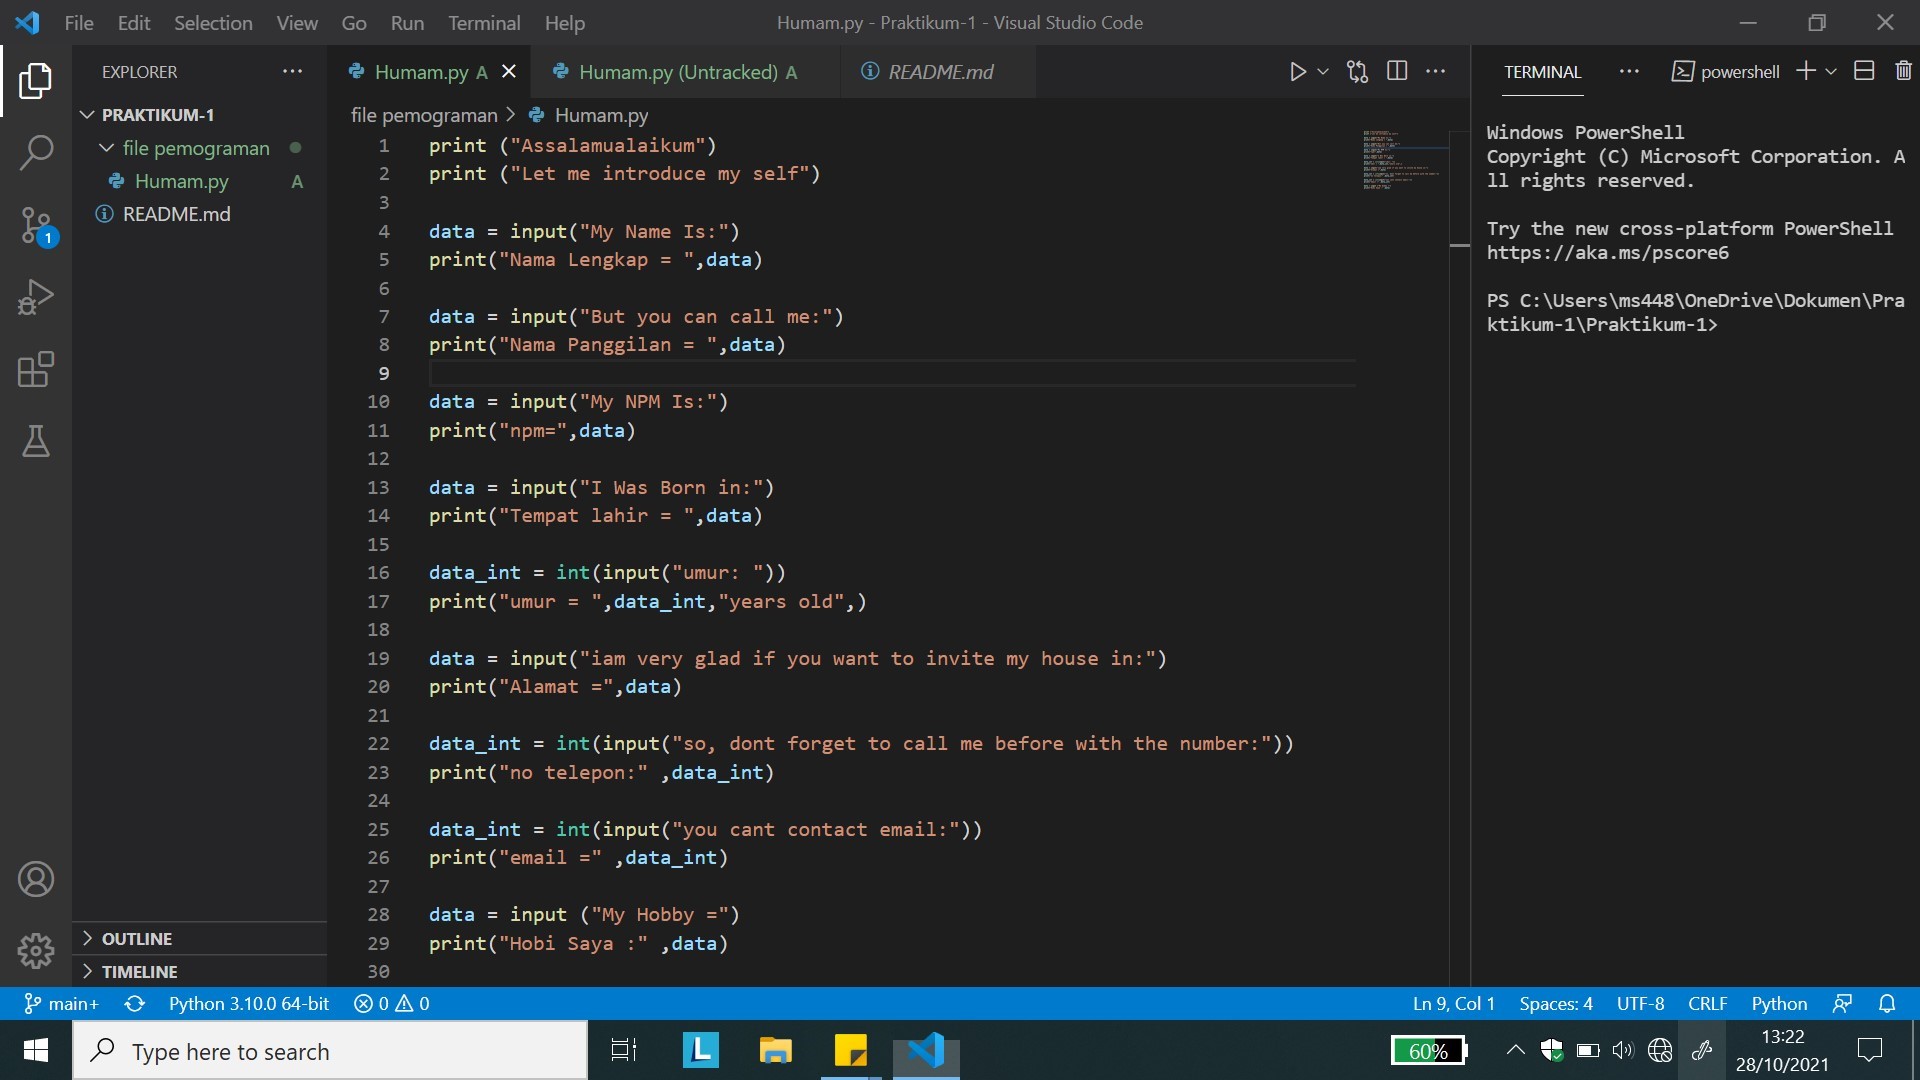 File Edit Selection View Go Run Terminal Help
Humam.py - Praktikum-1 - Visual Studio Code
EXPLORER
PRAKTIKUM-1
file pemograman
Humam.py A
README.md
OUTLINE
TIMELINE
1
Humam.py A
Humam.py (Untracked) A
README.md
file pemograman > Humam.py
1 print ("Assalamualaikum")
2 print ("Let me introduce my self")
3
4 data = input("My Name Is:")
5 print("Nama Lengkap = ",data)
6
7 data = input("But you can call me:")
8 print("Nama Panggilan = ",data)
9
10 data = input("My NPM Is:")
11 print("npm=",data)
12
13 data = input("I Was Born in:")
14 print("Tempat lahir = ",data)
15
16 data_int = int(input("umur: "))
17 print("umur = ",data_int,"years old",)
18
19 data = input("iam very glad if you want to invite my house in:")
20 print("Alamat =",data)
21
22 data_int = int(input("so, dont forget to call me before with the number:"))
23 print("no telepon:" ,data_int)
24
25 data_int = int(input("you cant contact email:"))
26 print("email =" ,data_int)
27
28 data = input ("My Hobby =")
29 print("Hobi Saya :" ,data)
30
TERMINAL
powershell
Windows PowerShell
Copyright (C) Microsoft Corporation. A
ll rights reserved.
Try the new cross-platform PowerShell
https://aka.ms/pscore6
PS C:\Users\ms448\OneDrive\Dokumen\Pra
ktikum-1\Praktikum-1>
main+ Python 3.10.0 64-bit 0 0
Ln 9, Col 1 Spaces: 4 UTF-8 CRLF Python
Type here to search
L
60%
13:22
28/10/2021